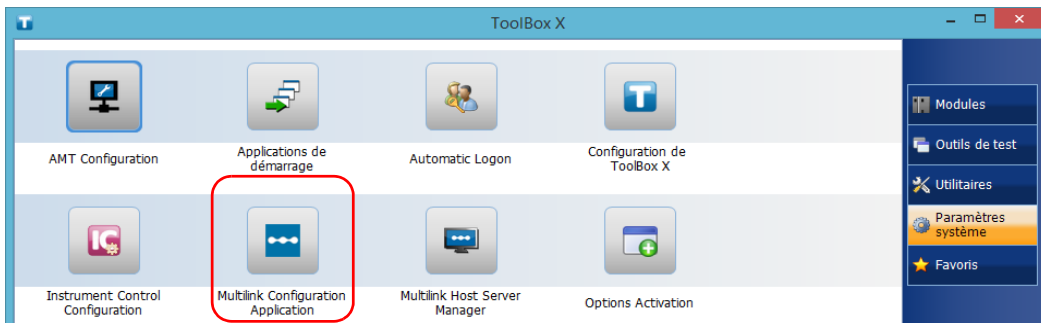 ToolBox X
AMT Configuration
Applications de
démarrage
Automatic Logon
Configuration de
ToolBox X
Instrument Control
Configuration
Multilink Configuration
Application
Multilink Host Server
Manager
Options Activation
Modules
Outils de test
Utilitaires
Paramètres
système
Favoris